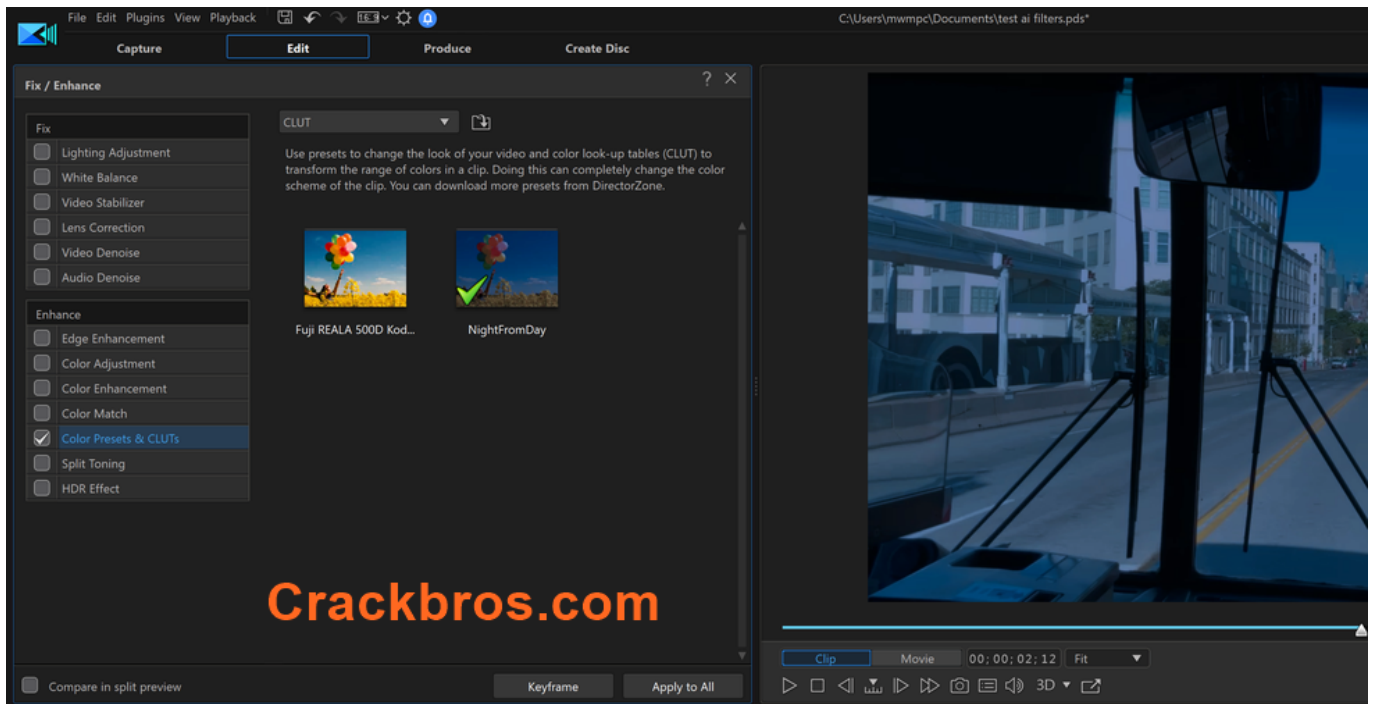 File Edit Plugins View Playback
16:9
C:\Users\mwmpc\Documents\test ai filters.pds*
Capture
Edit
Produce
Create Disc
Fix / Enhance
? ×
Fix
Lighting Adjustment
White Balance
Video Stabilizer
Lens Correction
Video Denoise
Audio Denoise
Enhance
Edge Enhancement
Color Adjustment
Color Enhancement
Color Match
Color Presets & CLUTs
Split Toning
HDR Effect
CLUT
Use presets to change the look of your video and color look-up tables (CLUT) to
transform the range of colors in a clip. Doing this can completely change the color
scheme of the clip. You can download more presets from DirectorZone.
Fuji REALA 500D Kod...
NightFromDay
Crackbros.com
Compare in split preview
Keyframe
Apply to All
Clip
Movie
00; 00; 02; 12
Fit
3D